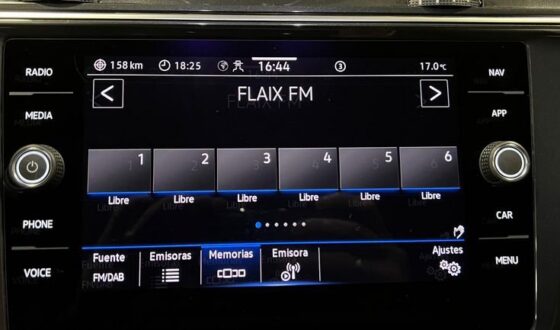 RADIO
MEDIA
PHONE
VOICE
158 km 18:25 16:44 3 17.0°C
< FLAIX FM >
1 2 3 4 5 6
Libre Libre Libre Libre Libre Libre
Fuente Emisoras Memorias Emisora Ajustes
FM/DAB
NAV
APP
CAR
MENU